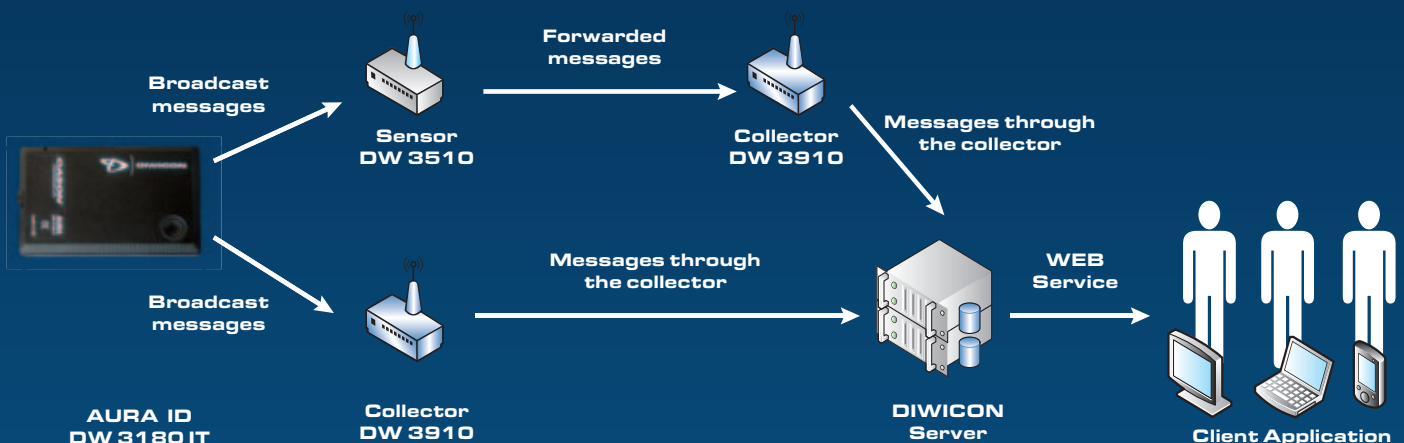 Forwarded
messages
Broadcast
messages
Sensor
DW 3510
Collector
DW 3910
Messages through
the collector
DIWICON
Messages through
the collector
WEB
Service
Broadcast
messages
AURA ID
DW 3180 IT
Collector
DW 3910
DIWICON
Server
Client Application